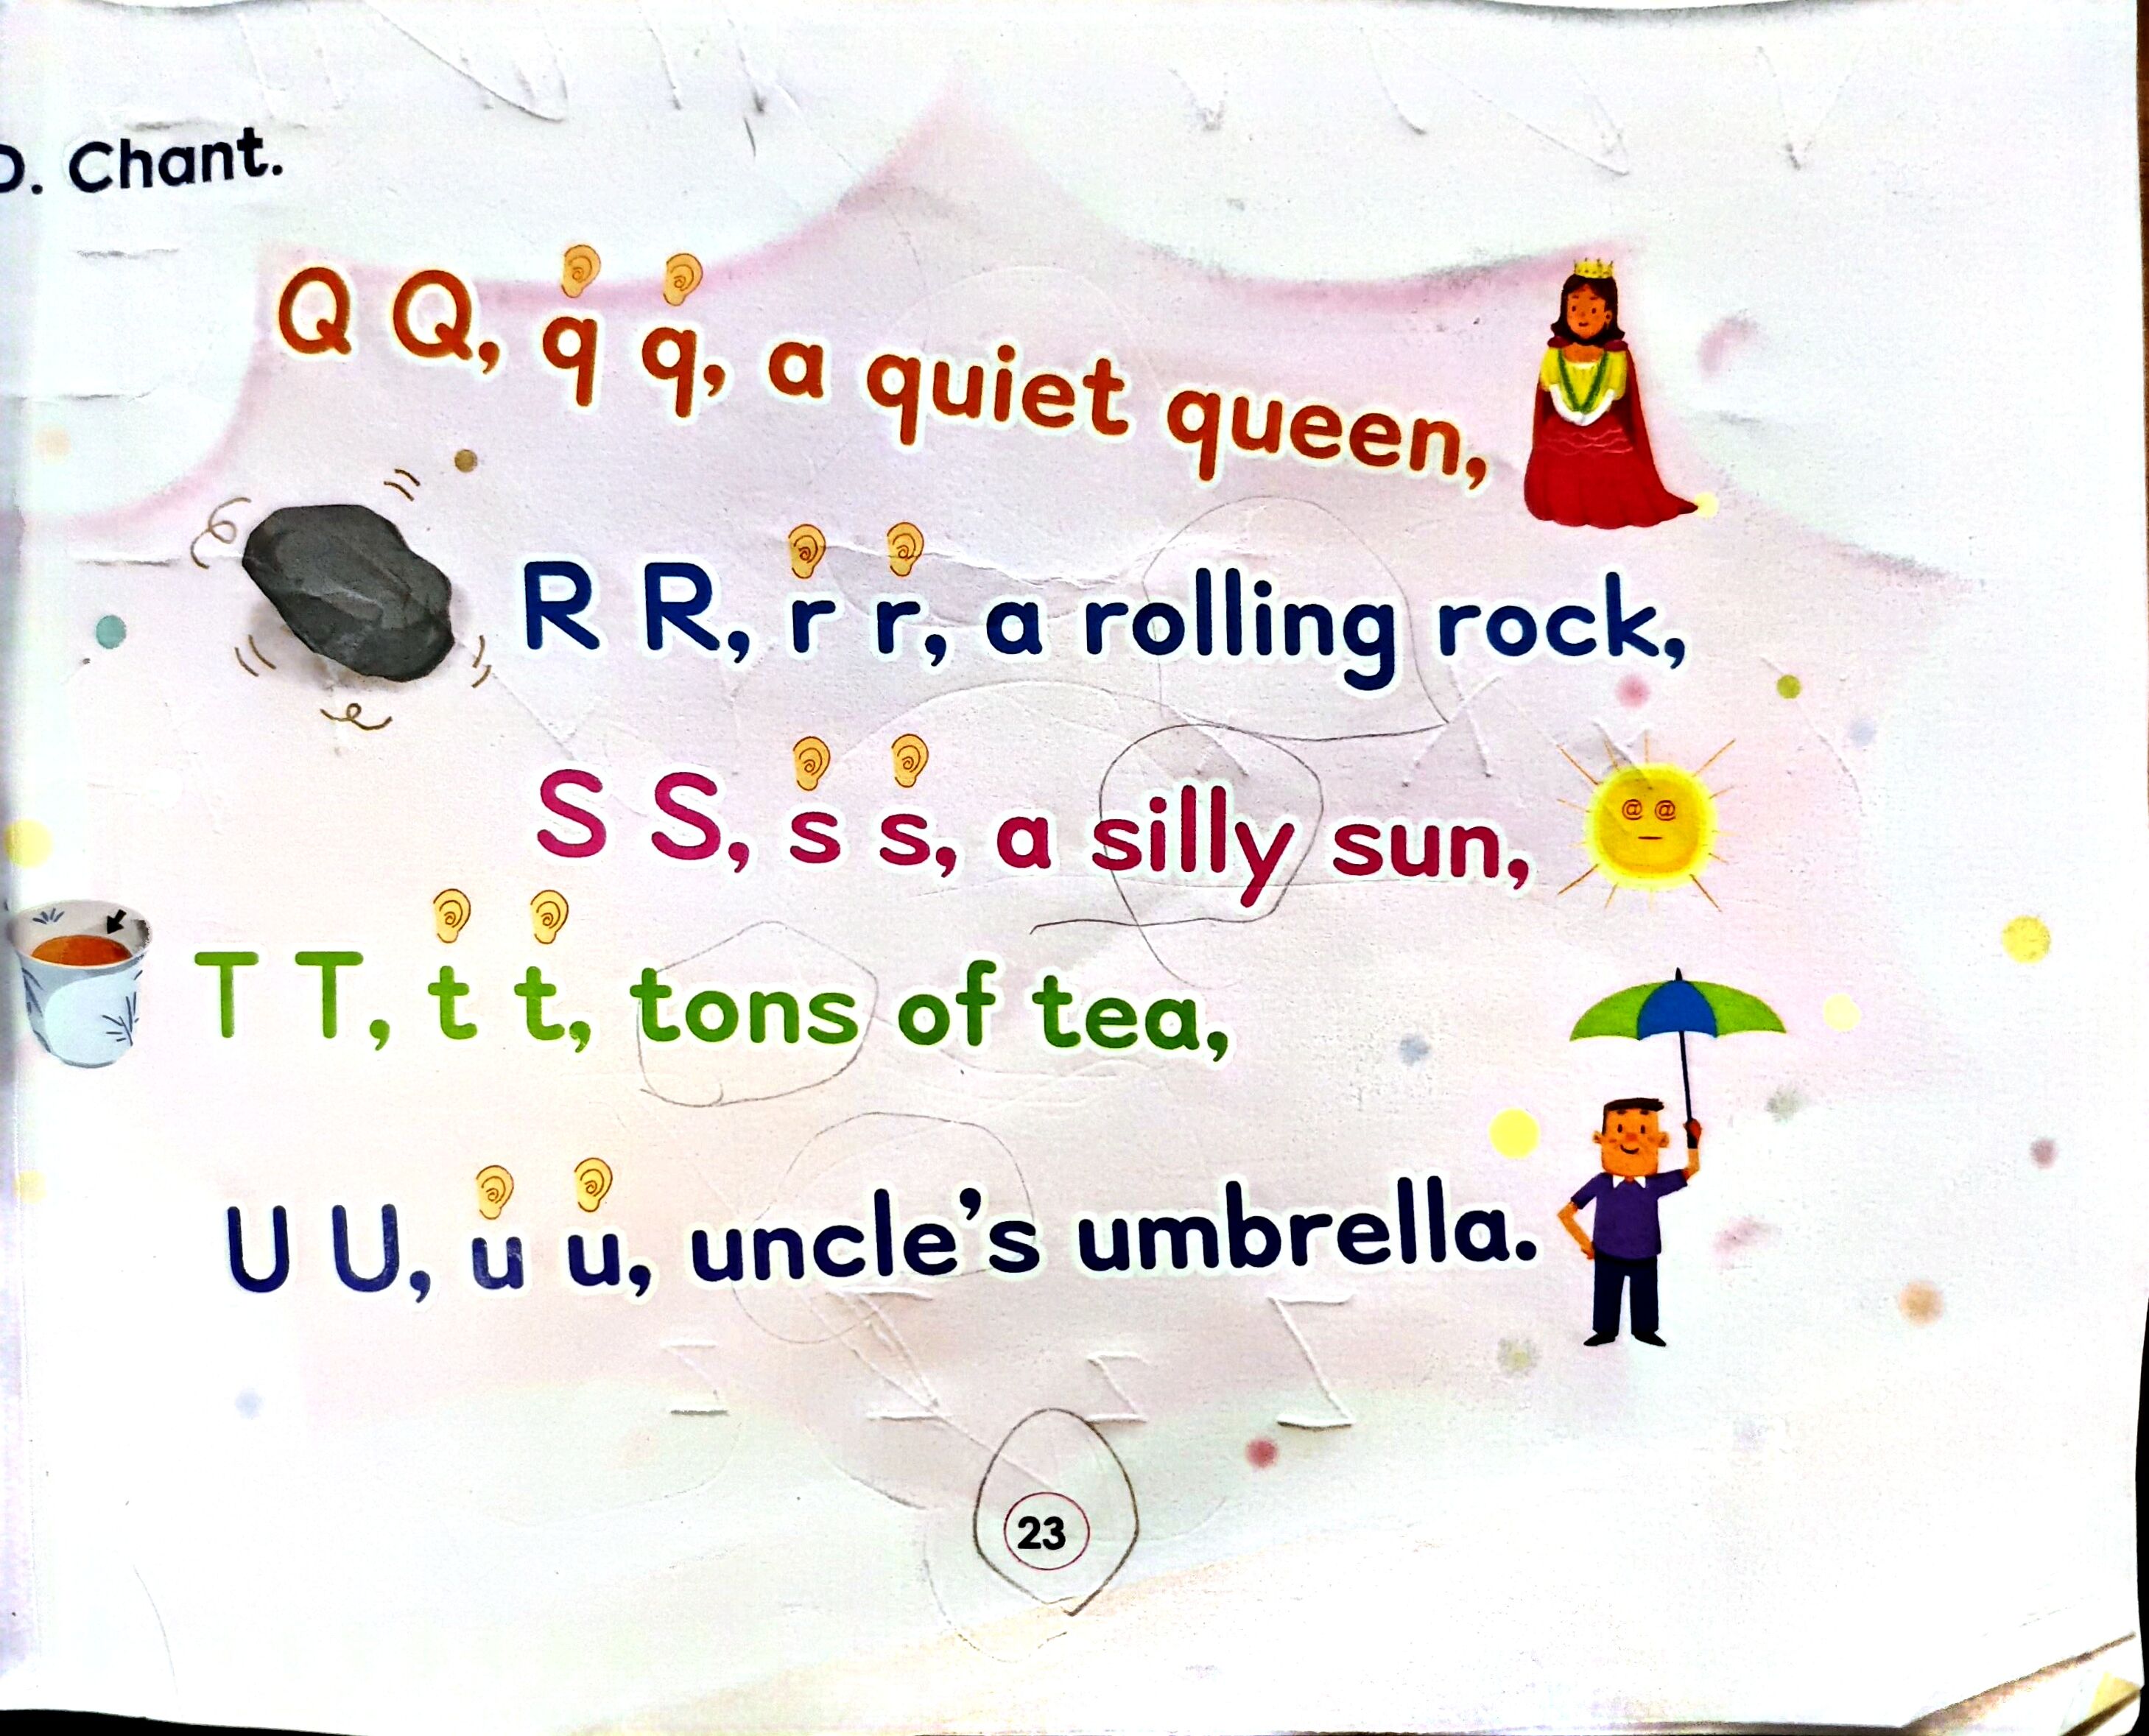 D. Chant.
Q Q, q q, a quiet queen,
R R, r r, a rolling rock,
S S, s s, a silly sun,
T T, t t, tons of tea,
U U, u u, uncle's umbrella.
23